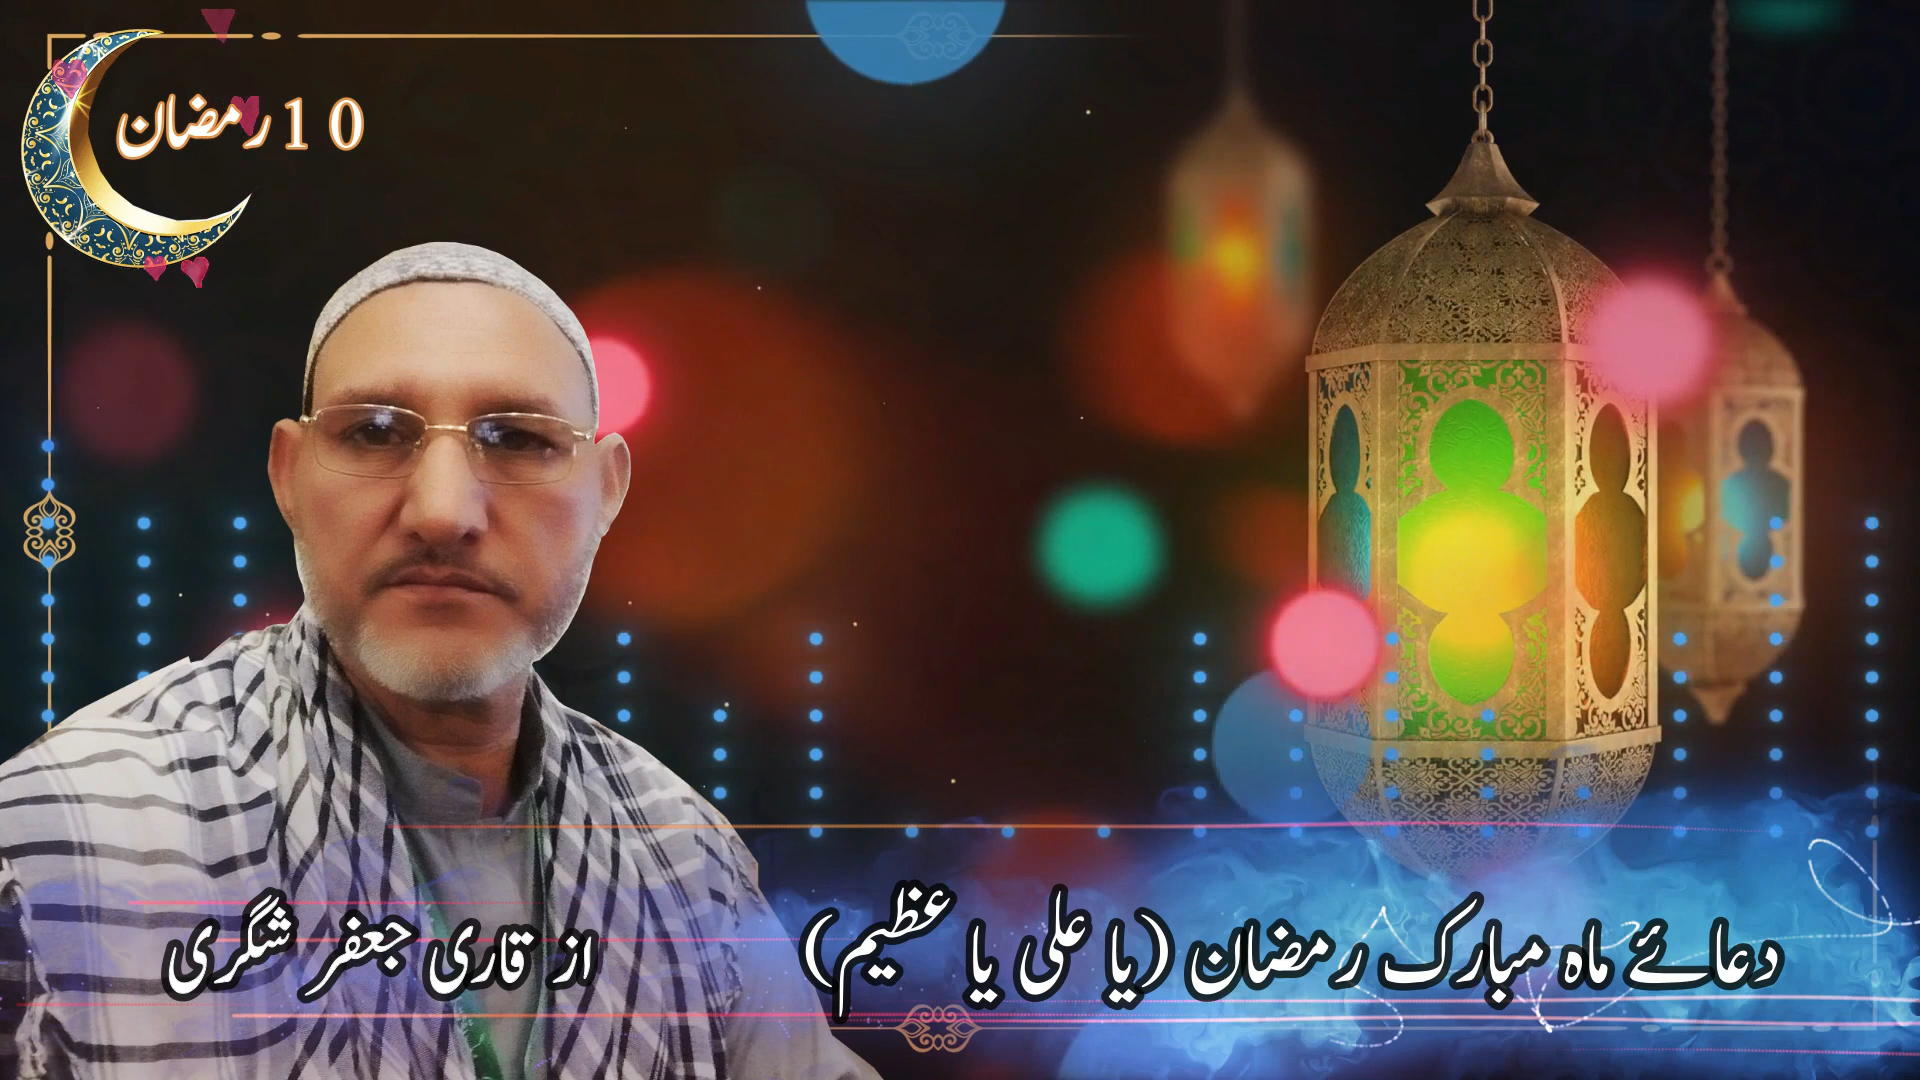 10 رمضان
دعائے ماہ مبارک رمضان (یا علی یا عظیم) از قاری جعفر شگری